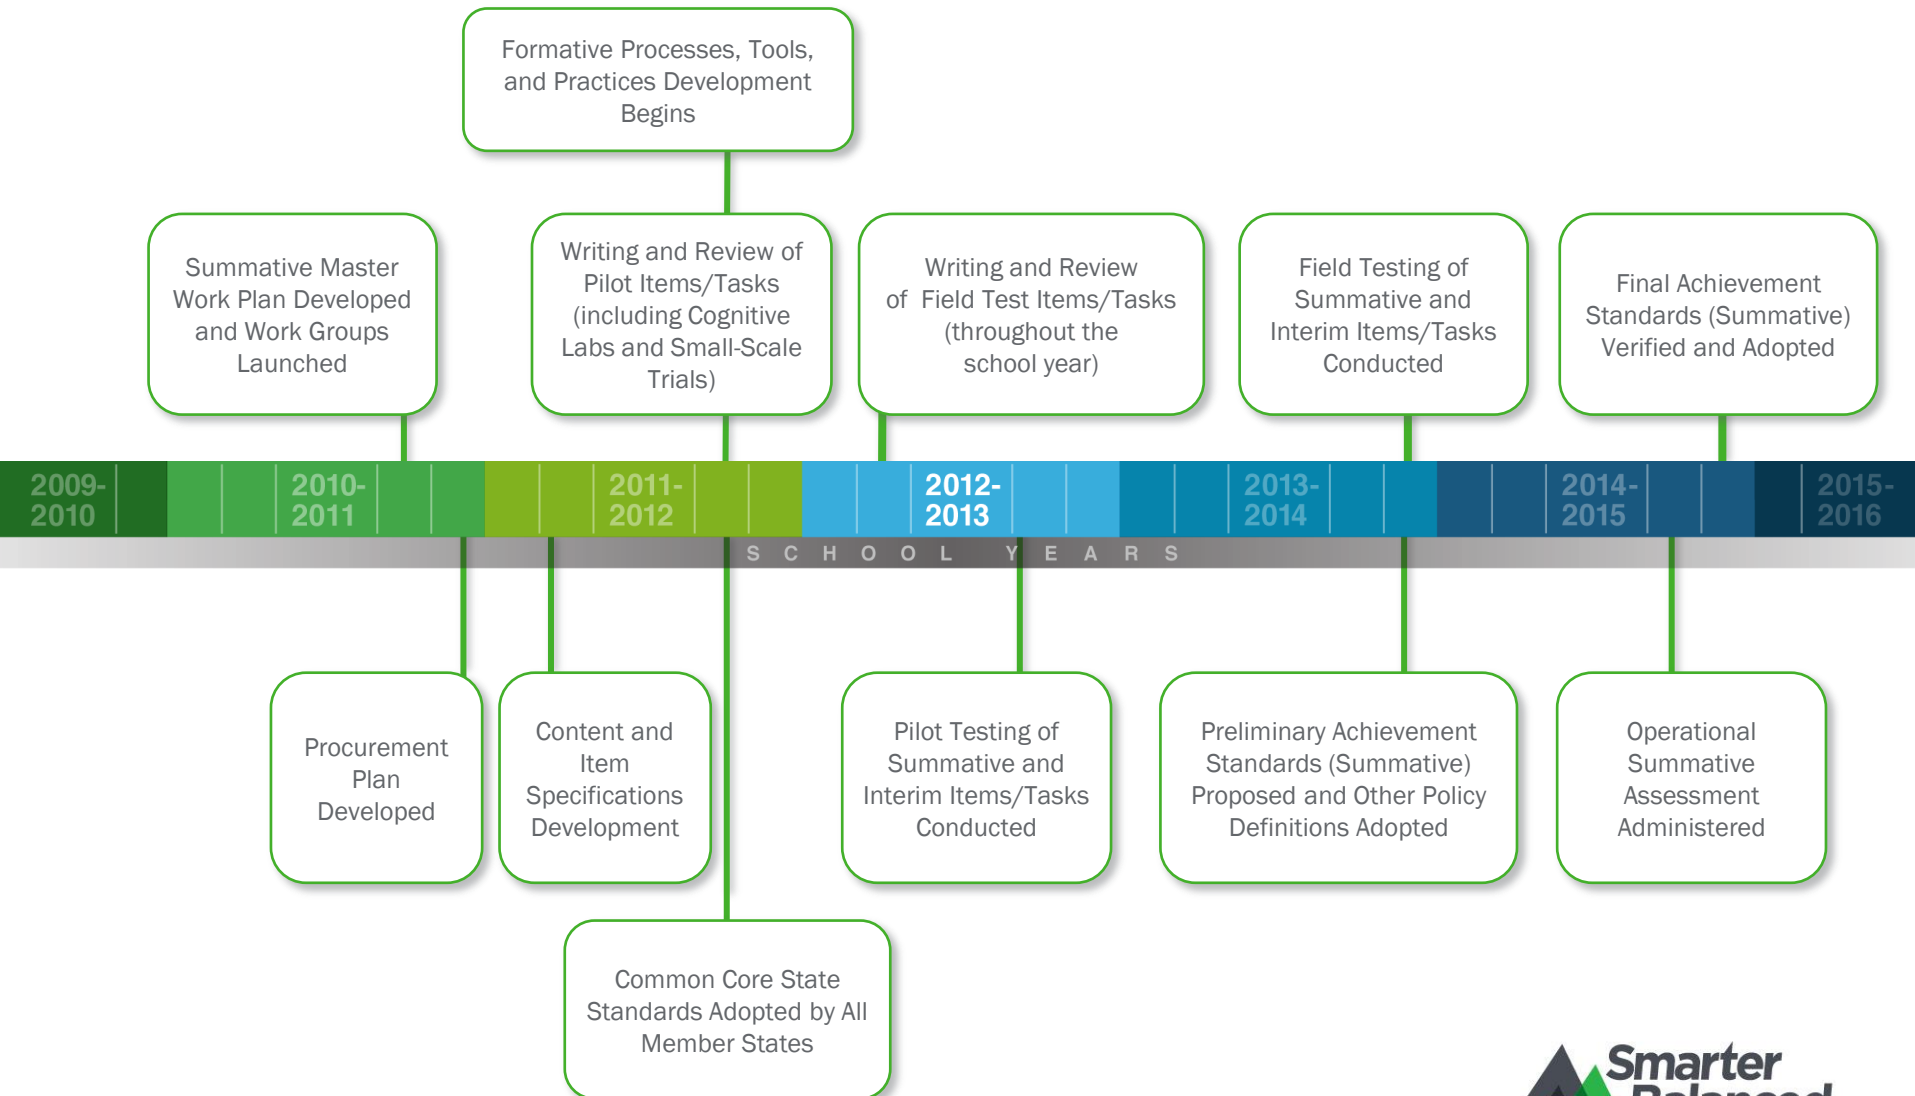 Formative Processes, Tools,
and Practices Development
Begins
Summative Master
Work Plan Developed
and Work Groups
Launched
Writing and Review of
Pilot Items/Tasks
(including Cognitive
Labs and Small-Scale
Trials)
Writing and Review
of Field Test Items/Tasks
(throughout the
school year)
Field Testing of
Summative and
Interim Items/Tasks
Conducted
Final Achievement
Standards (Summative)
Verified and Adopted
2009-
2010
2010-
2011
2011-
2012
2012-
2013
2013-
2014
2014-
2015
2015-
2016
SCHOOL YEARS
Procurement
Plan
Developed
Content and
Item
Specifications
Development
Pilot Testing of
Summative and
Interim Items/Tasks
Conducted
Preliminary Achievement
Standards (Summative)
Proposed and Other Policy
Definitions Adopted
Operational
Summative
Assessment
Administered
Common Core State
Standards Adopted by All
Member States
Smarter
Balanced